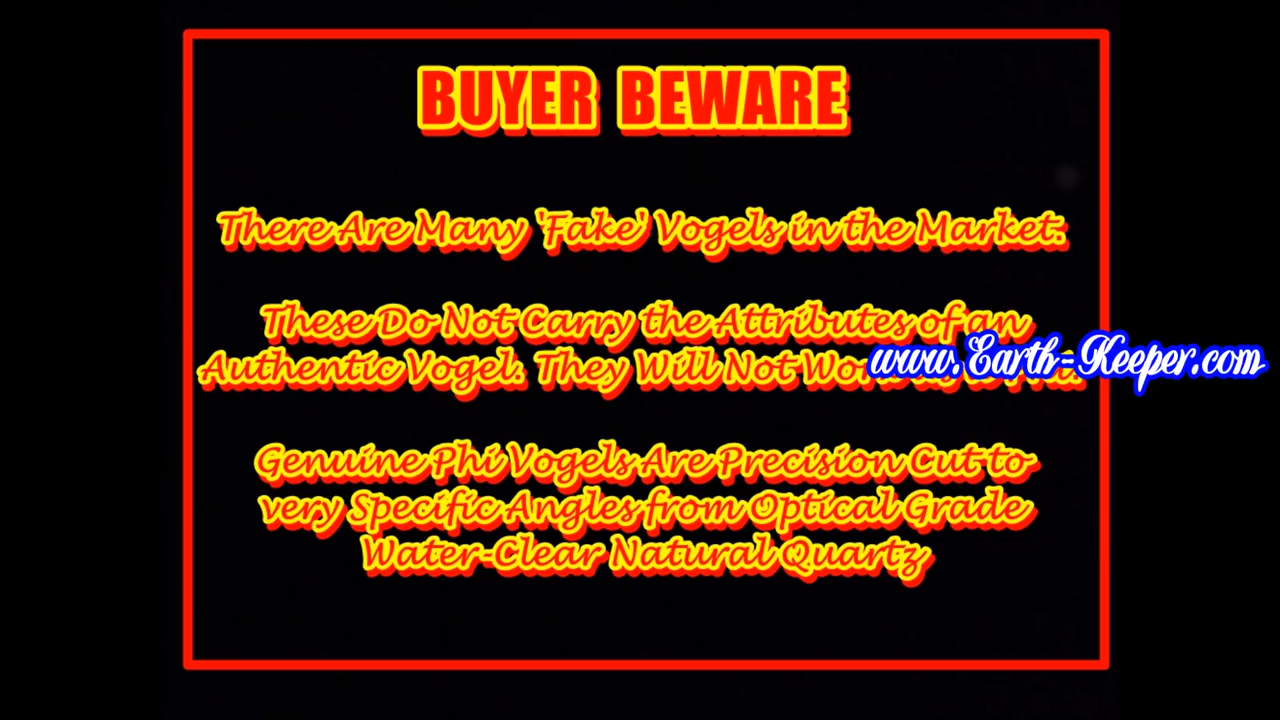 BUYER BEWARE
There Are Many 'Fake' Vogels in the Market.
These Do Not Carry the Attributes of an
Authentic Vogel. They Will Not
www.Earth-Keeper.com
Genuine Phi Vogels Are Precision Cut to
very Specific Angles from Optical Grade
Water-Clear Natural Quartz